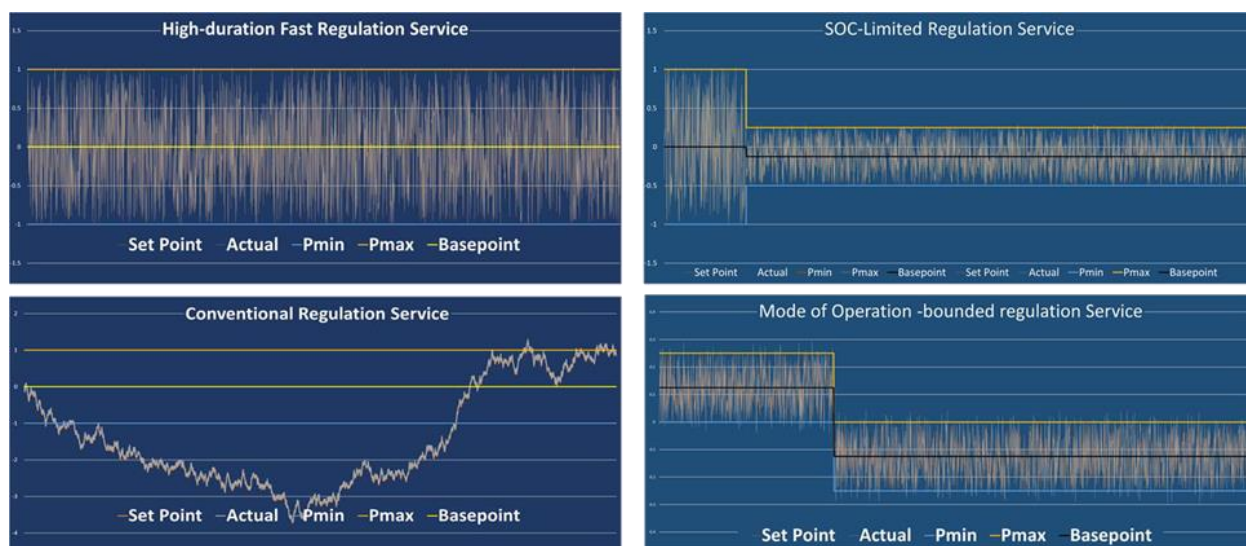 High-duration Fast Regulation Service
1.5
1
0.5
0
-0.5
-1
Set Point Actual Pmin Pmax Basepoint
-1.5
SOC-Limited Regulation Service
1.5
1
0.5
0
-0.5
-1
Set Point Actual Pmin Pmax Basepoint Set Point Actual Pmin Pmax Basepoint
-1.5
Conventional Regulation Service
2
1
0
-1
-2
-3
Set Point Actual Pmin Pmax Basepoint
-4
Mode of Operation -bounded regulation Service
Set Point Actual Pmin Pmax Basepoint